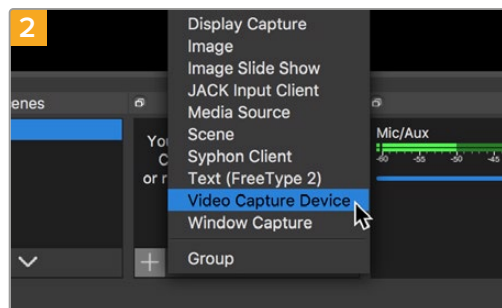 2
Display Capture
Image
Image Slide Show
JACK Input Client
Media Source
Scene
Syphon Client
Text (FreeType 2)
Video Capture Device
Window Capture
Group
enes
You
C
or r
Mic/Aux
-60 -55 -50 -45